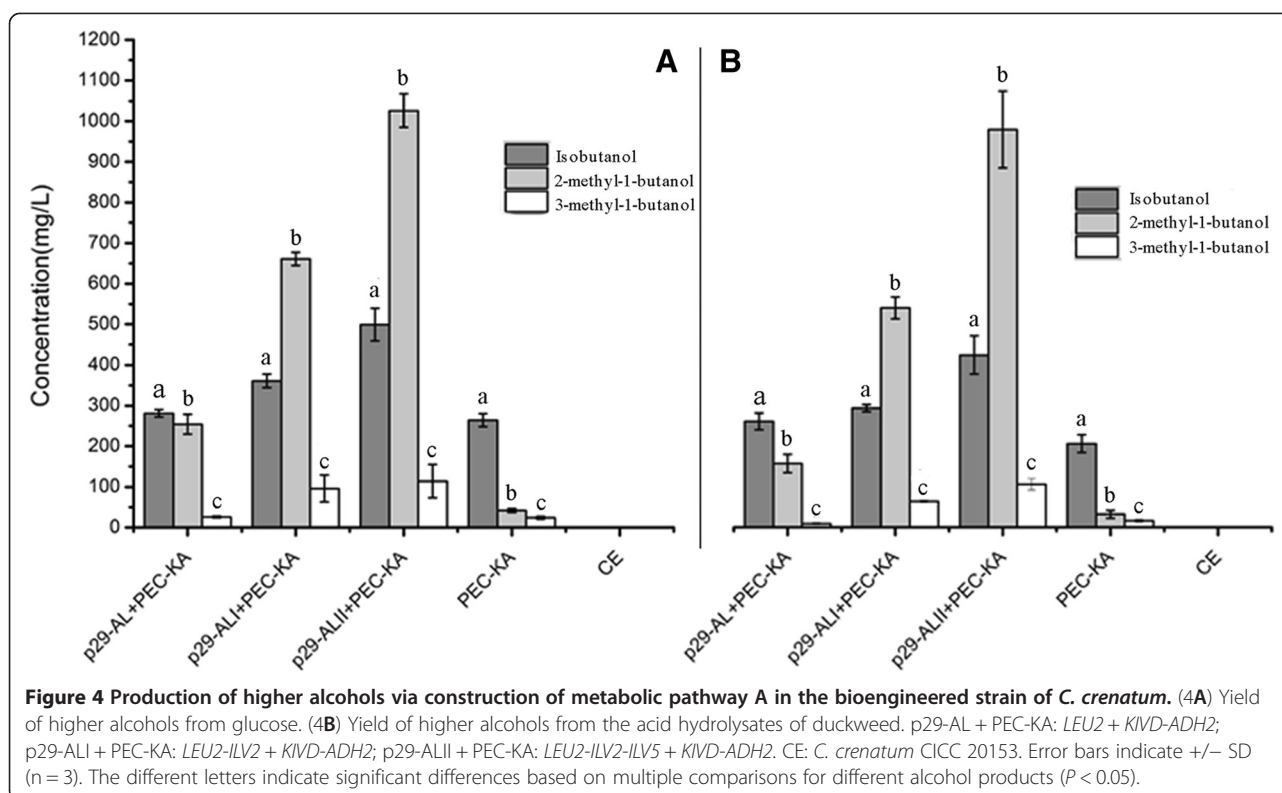 1200
1100
1000
900
800
700
600
500
400
300
200
100
0
Concentration(mg/L)
A
Isobutanol
2-methyl-1-butanol
3-methyl-1-butanol
a
b
c
a
b
c
a
b
c
a
b
c
p29-AL+PEC-KA
p29-ALI+PEC-KA
p29-ALII+PEC-KA
PEC-KA
CE
B
Isobutanol
2-methyl-1-butanol
3-methyl-1-butanol
a
b
c
a
b
c
a
b
c
a
b
c
p29-AL+PEC-KA
p29-ALI+PEC-KA
p29-ALII+PEC-KA
PEC-KA
CE
Figure 4 Production of higher alcohols via construction of metabolic pathway A in the bioengineered strain of C. crenatum. (4A) Yield
of higher alcohols from glucose. (4B) Yield of higher alcohols from the acid hydrolysates of duckweed. p29-AL + PEC-KA: LEU2 + KIVD-ADH2;
p29-ALI + PEC-KA: LEU2-ILV2 + KIVD-ADH2; p29-ALII + PEC-KA: LEU2-ILV2-ILV5 + KIVD-ADH2. CE: C. crenatum CICC 20153. Error bars indicate +/− SD
(n = 3). The different letters indicate significant differences based on multiple comparisons for different alcohol products (P < 0.05).